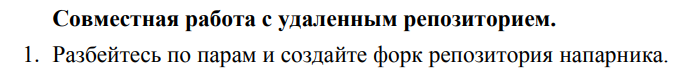 Совместная работа с удаленным репозиторием.
1. Разбейтесь по парам и создайте форк репозитория напарника.